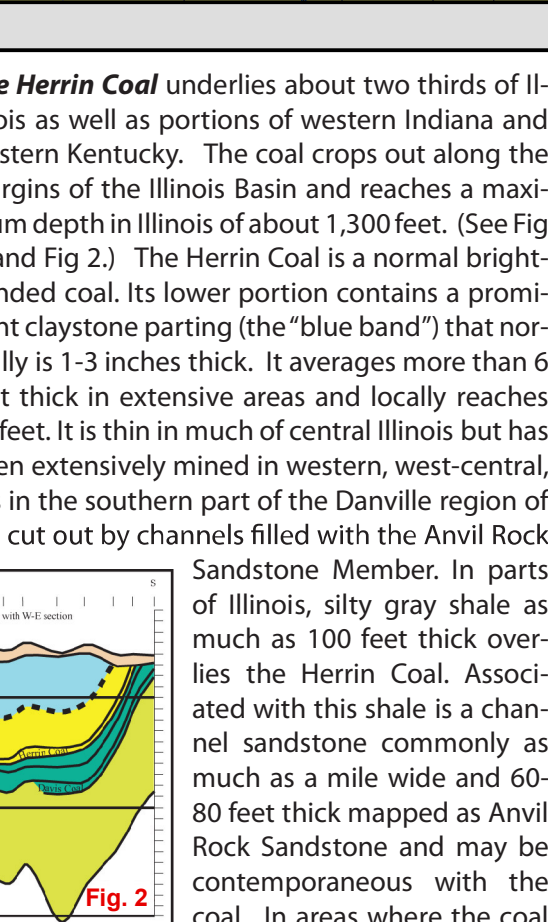 e Herrin Coal underlies about two thirds of Il-
ois as well as portions of western Indiana and
stern Kentucky. The coal crops out along the
rgins of the Illinois Basin and reaches a maxi-
um depth in Illinois of about 1,300 feet. (See Fig
and Fig 2.) The Herrin Coal is a normal bright-
nded coal. Its lower portion contains a promi-
nt claystone parting (the “blue band”) that nor-
lly is 1-3 inches thick. It averages more than 6
t thick in extensive areas and locally reaches
feet. It is thin in much of central Illinois but has
en extensively mined in western, west-central,
s in the southern part of the Danville region of
cut out by channels filled with the Anvil Rock
Sandstone Member. In parts
of Illinois, silty gray shale as
much as 100 feet thick over-
lies the Herrin Coal. Associ-
ated with this shale is a chan-
nel sandstone commonly as
much as a mile wide and 60-
80 feet thick mapped as Anvil
Rock Sandstone and may be
contemporaneous with the
coal. In areas where the coal
S
with W-E section
Herrin Coal
Davis Coal
Fig. 2